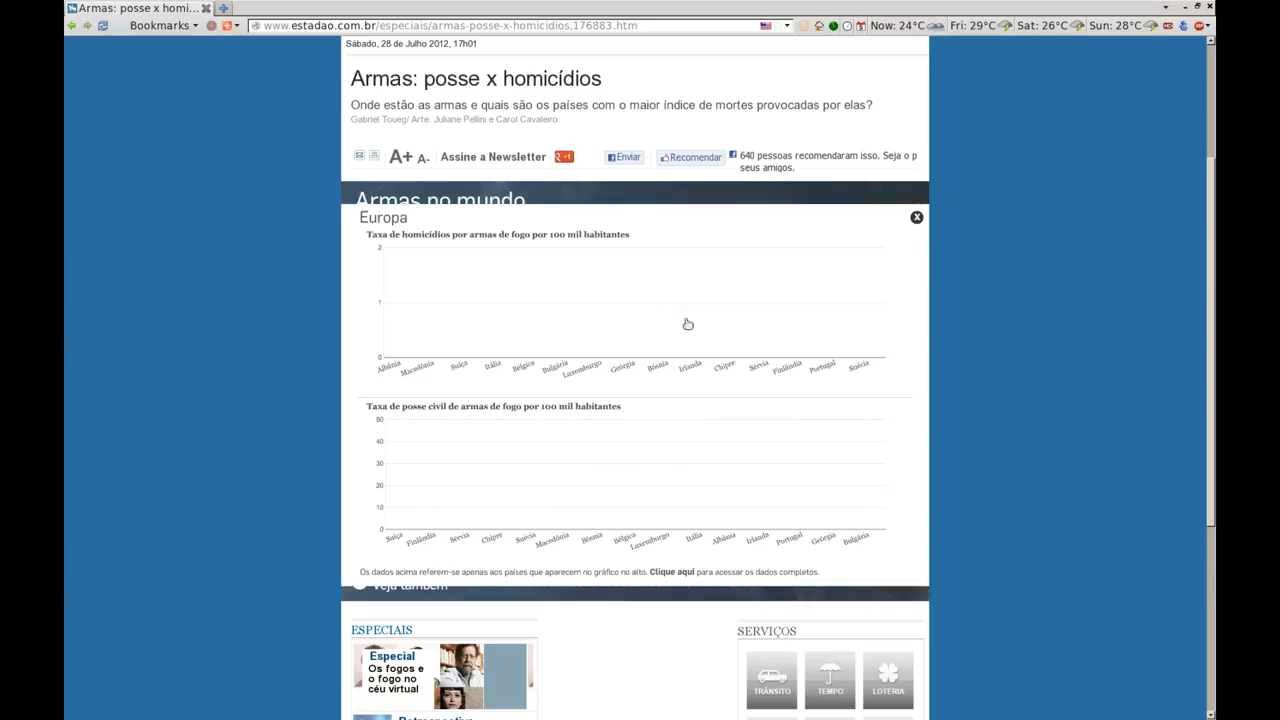 Armas: posse x homi...
Bookmarks
www.estadao.com.br/especiais/armas-posse-x-homicidios,176883.htm
Now: 24°C Fri: 29°C Sat: 26°C Sun: 28°C
Sábado, 28 de Julho 2012, 17h01
Armas: posse x homicídios
Onde estão as armas e quais são os países com o maior índice de mortes provocadas por elas?
Gabriel Toueg/ Arte: Juliane Pellini e Carol Cavaleiro
A+ A- Assine a Newsletter +1 Enviar Recomendar 640 pessoas recomendaram isso. Seja o p
seus amigos.
Armas no mundo
Europa
X
Taxa de homicídios por armas de fogo por 100 mil habitantes
2
1
0
Albânia Macedônia Suíça Itália Bélgica Bulgária Luxemburgo Geórgia Bósnia Irlanda Chipre Sérvia Finlândia Portugal Suécia
Taxa de posse civil de armas de fogo por 100 mil habitantes
50
40
30
20
10
0
Suíça Finlândia Sérvia Chipre Suécia Macedônia Bósnia Bélgica Luxemburgo Itália Albânia Irlanda Portugal Geórgia Bulgária
Os dados acima referem-se apenas aos países que aparecem no gráfico no alto. Clique aqui para acessar os dados completos.
Veja também
ESPECIAIS
Especial
Os fogos e
o fogo no
céu virtual
Retrospectiva
SERVIÇOS
TRÂNSITO TEMPO LOTERIA